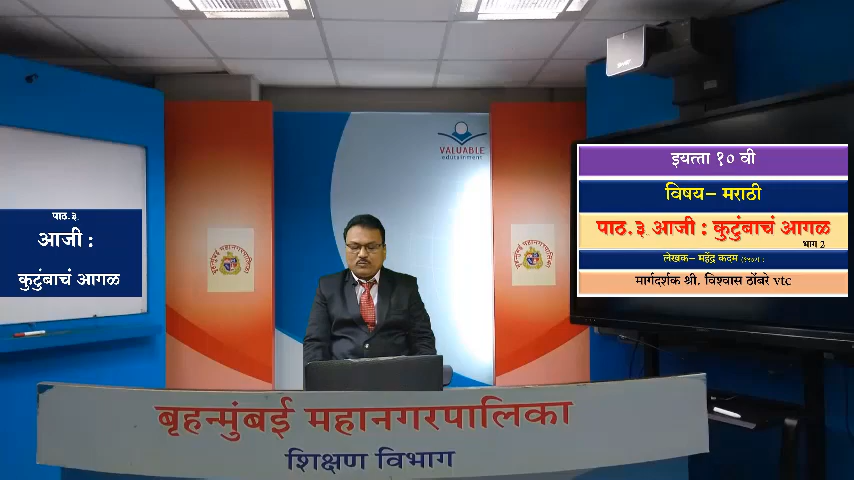 पाठ.३.
आजी :
कुटुंबाचं आगळ
VALUABLE
edutainment
इयत्ता १० वी
विषय– मराठी
पाठ.३ आजी : कुटुंबाचं आगळ
भाग 2
लेखक– महेंद्र कदम
मार्गदर्शक श्री. विश्वास ठोंबरे vtc
बृहन्मुंबई महानगरपालिका
शिक्षण विभाग